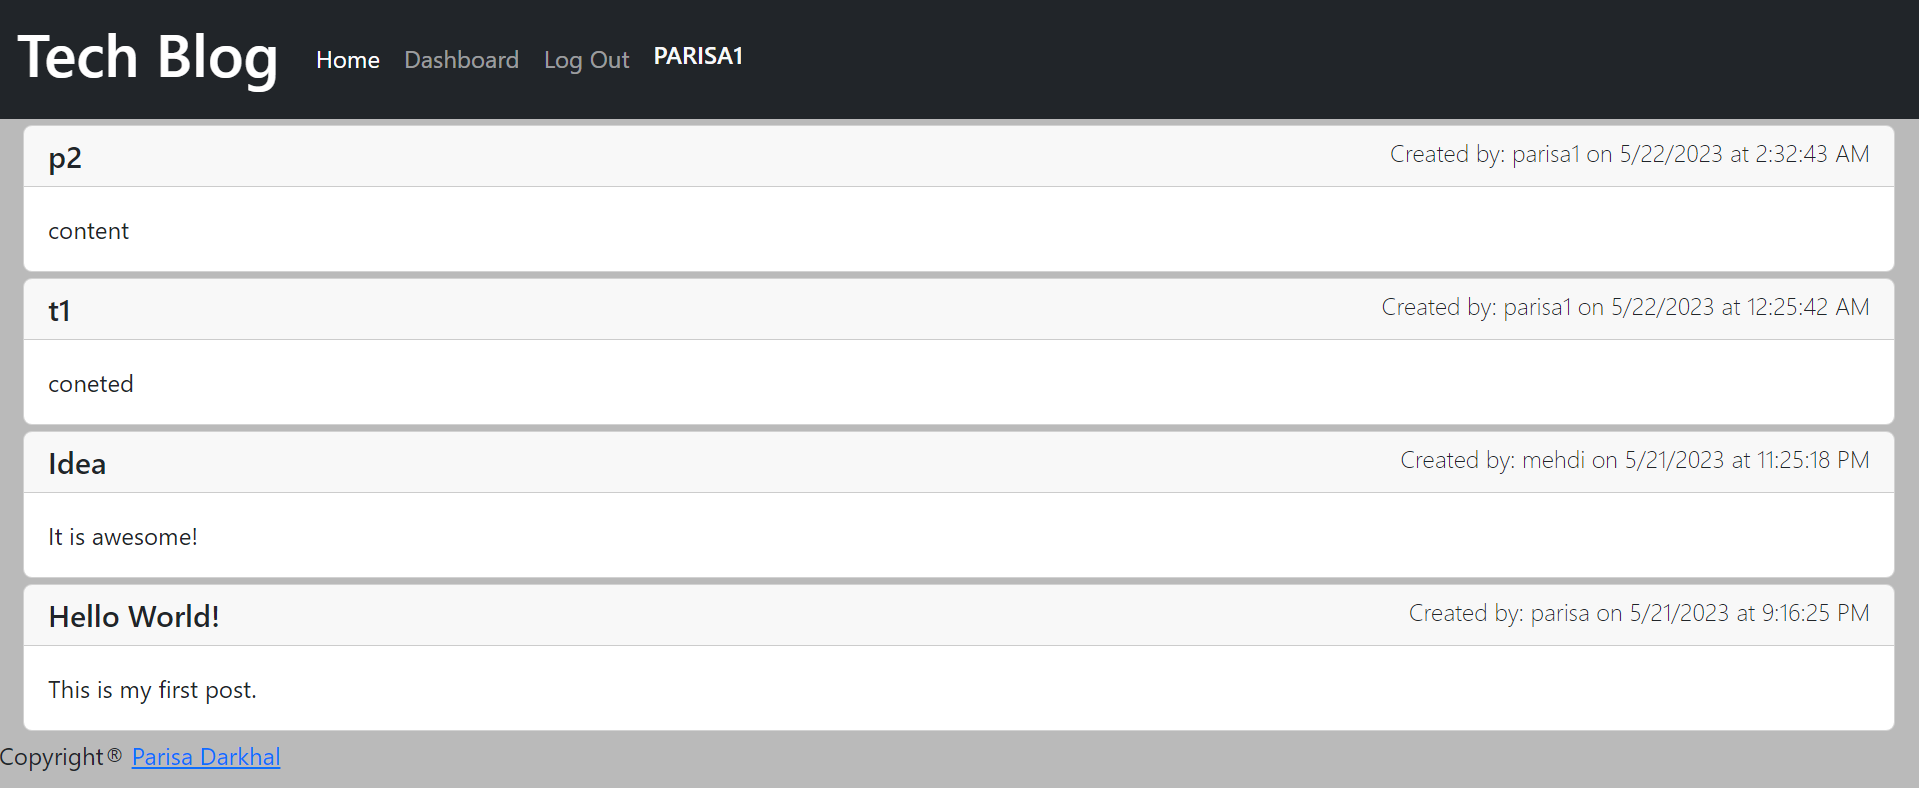 Tech Blog Home Dashboard Log Out PARISA1
p2 Created by: parisa1 on 5/22/2023 at 2:32:43 AM
content
t1 Created by: parisa1 on 5/22/2023 at 12:25:42 AM
coneted
Idea Created by: mehdi on 5/21/2023 at 11:25:18 PM
It is awesome!
Hello World! Created by: parisa on 5/21/2023 at 9:16:25 PM
This is my first post.
Copyright® Parisa Darkhal